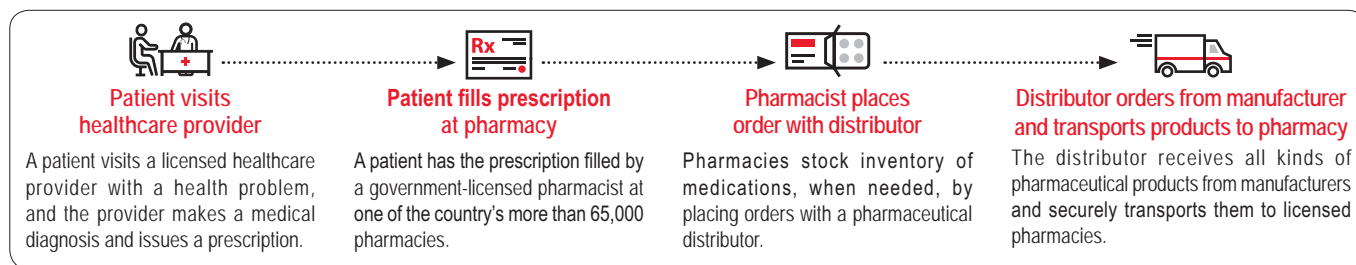 Rx
Patient visits
healthcare provider
A patient visits a licensed healthcare
provider with a health problem,
and the provider makes a medical
diagnosis and issues a prescription.
Patient fills prescription
at pharmacy
A patient has the prescription filled by
a government-licensed pharmacist at
one of the country's more than 65,000
pharmacies.
Pharmacist places
order with distributor
Pharmacies stock inventory of
medications, when needed, by
placing orders with a pharmaceutical
distributor.
Distributor orders from manufacturer
and transports products to pharmacy
The distributor receives all kinds of
pharmaceutical products from manufacturers
and securely transports them to licensed
pharmacies.